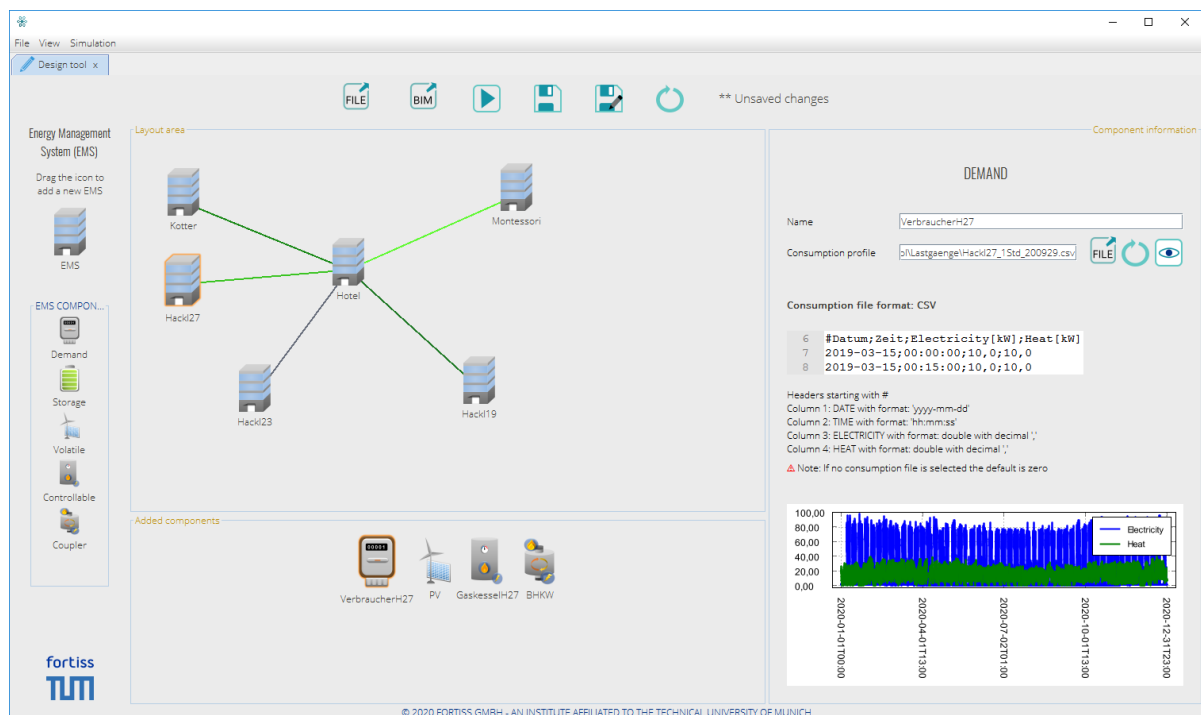 File View Simulation
Design tool x
FILE
BIM
** Unsaved changes
Energy Management
System (EMS)
Drag the icon to
add a new EMS
EMS
EMS COMPON...
Demand
Storage
Volatile
Controllable
Coupler
fortiss
TUM
Layout area
Kotter
Montessori
Hackl27
Hotel
Hackl23
Hackl19
Added components
00001
VerbraucherH27
PV
GaskesselH27
BHKW
Component information
DEMAND
Name
VerbraucherH27
Consumption profile
ol\Lastgaenge\Hackl27_1Std_200929.csv
FILE
Consumption file format: CSV
6 #Datum;Zeit;Electricity[kW];Heat[kW]
7 2019-03-15;00:00:00;10,0;10,0
8 2019-03-15;00:15:00;10,0;10,0
Headers starting with #
Column 1: DATE with format: 'yyyy-mm-dd'
Column 2: TIME with format: 'hh:mm:ss'
Column 3: ELECTRICITY with format: double with decimal ','
Column 4: HEAT with format: double with decimal ','
Note: If no consumption file is selected the default is zero
100,00
80,00
60,00
40,00
20,00
0,00
Electricity
Heat
2020-01-01T00:00
2020-04-01T13:00
2020-07-02T01:00
2020-10-01T13:00
2020-12-31T23:00
© 2020 FORTISS GMBH - AN INSTITUTE AFFILIATED TO THE TECHNICAL UNIVERSITY OF MUNICH.